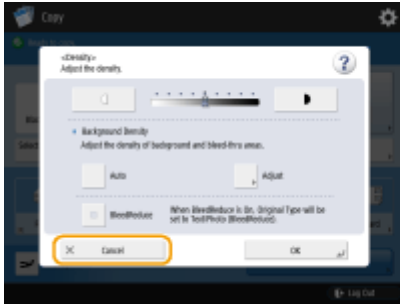 Copy
<Density>
Adjust the density.
Background Density
Adjust the density of background and bleed-thru areas.
Auto
Adjust
BleedReduce
When BleedReduce is On, Original Type will be
set to Text/Photo (BleedReduce).
Cancel
OK
Log Out